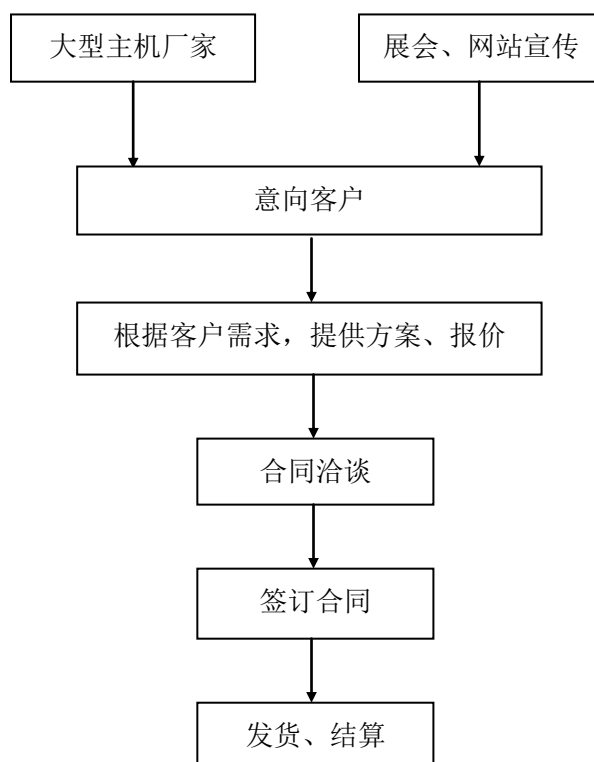 大型主机厂家
展会、网站宣传
意向客户
根据客户需求，提供方案、报价
合同洽谈
签订合同
发货、结算